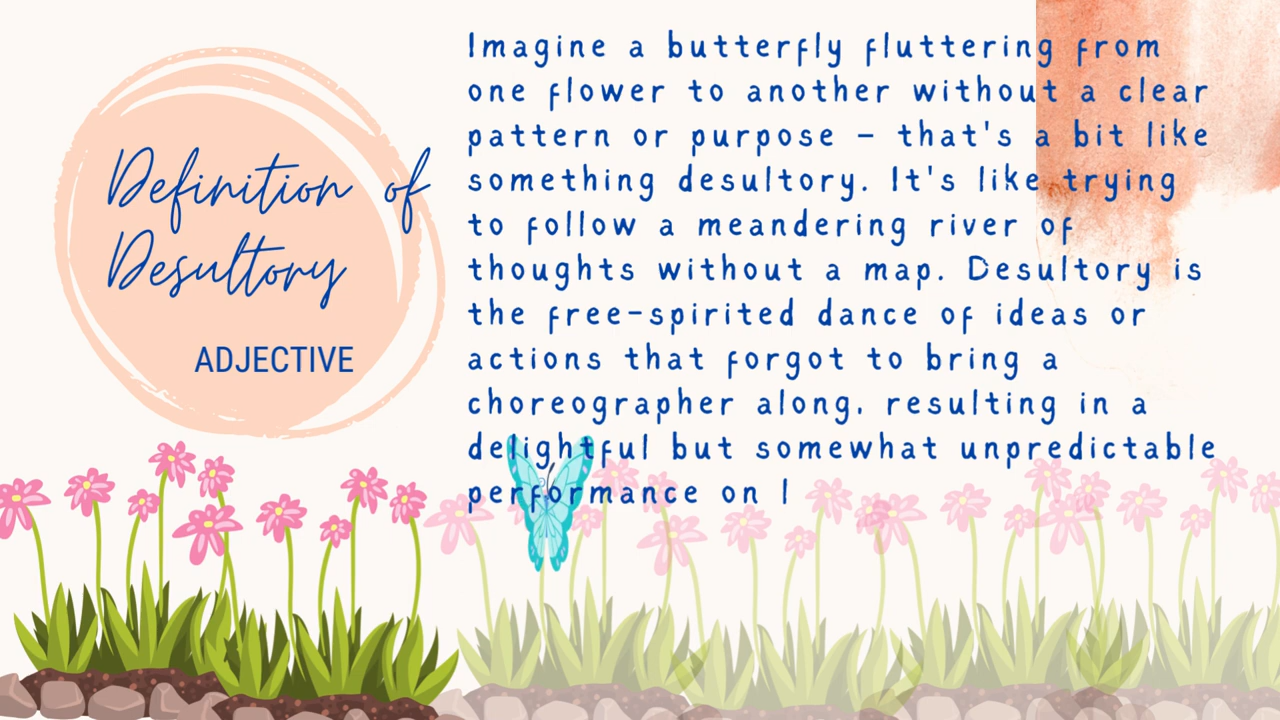 Definition of
Desultory
ADJECTIVE
Imagine a butterfly fluttering from
one flower to another without a clear
pattern or purpose – that's a bit like
something desultory. It's like trying
to follow a meandering river of
thoughts without a map. Desultory is
the free-spirited dance of ideas or
actions that forgot to bring a
choreographer along, resulting in a
delightful but somewhat unpredictable
performance on l